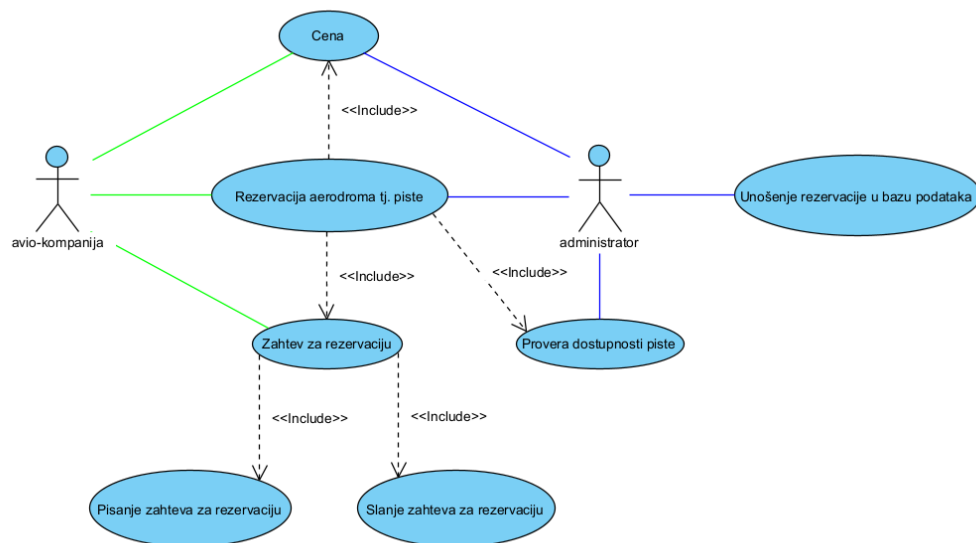 Cena
<<Include>>
Rezervacija aerodroma tj. piste
Unošenje rezervacije u bazu podataka
avio-kompanija
administrator
<<Include>>
<<Include>>
Zahtev za rezervaciju
Provera dostupnosti piste
<<Include>>
<<Include>>
Pisanje zahteva za rezervaciju
Slanje zahteva za rezervaciju